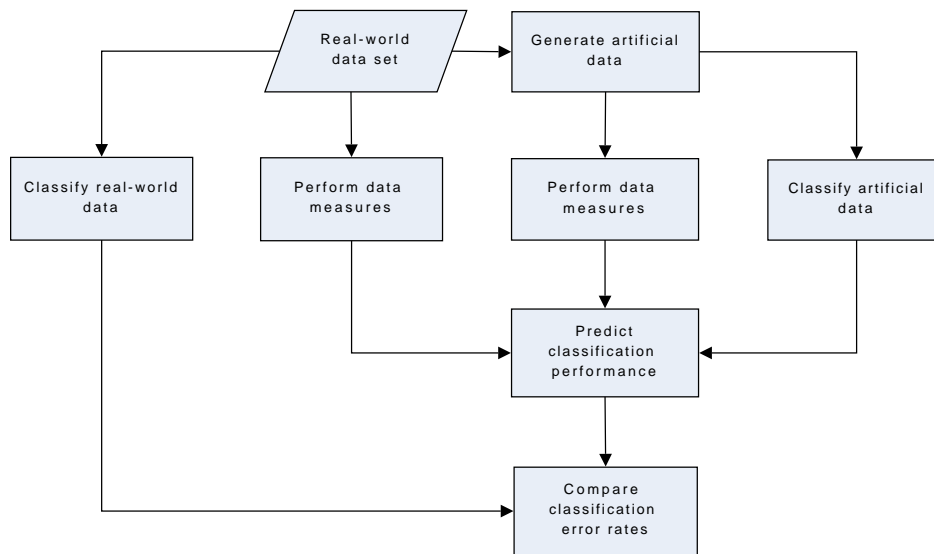 Real-world
data set
Generate artificial
data
Classify real-world
data
Perform data
measures
Perform data
measures
Classify artificial
data
Predict
classification
performance
Compare
classification
error rates